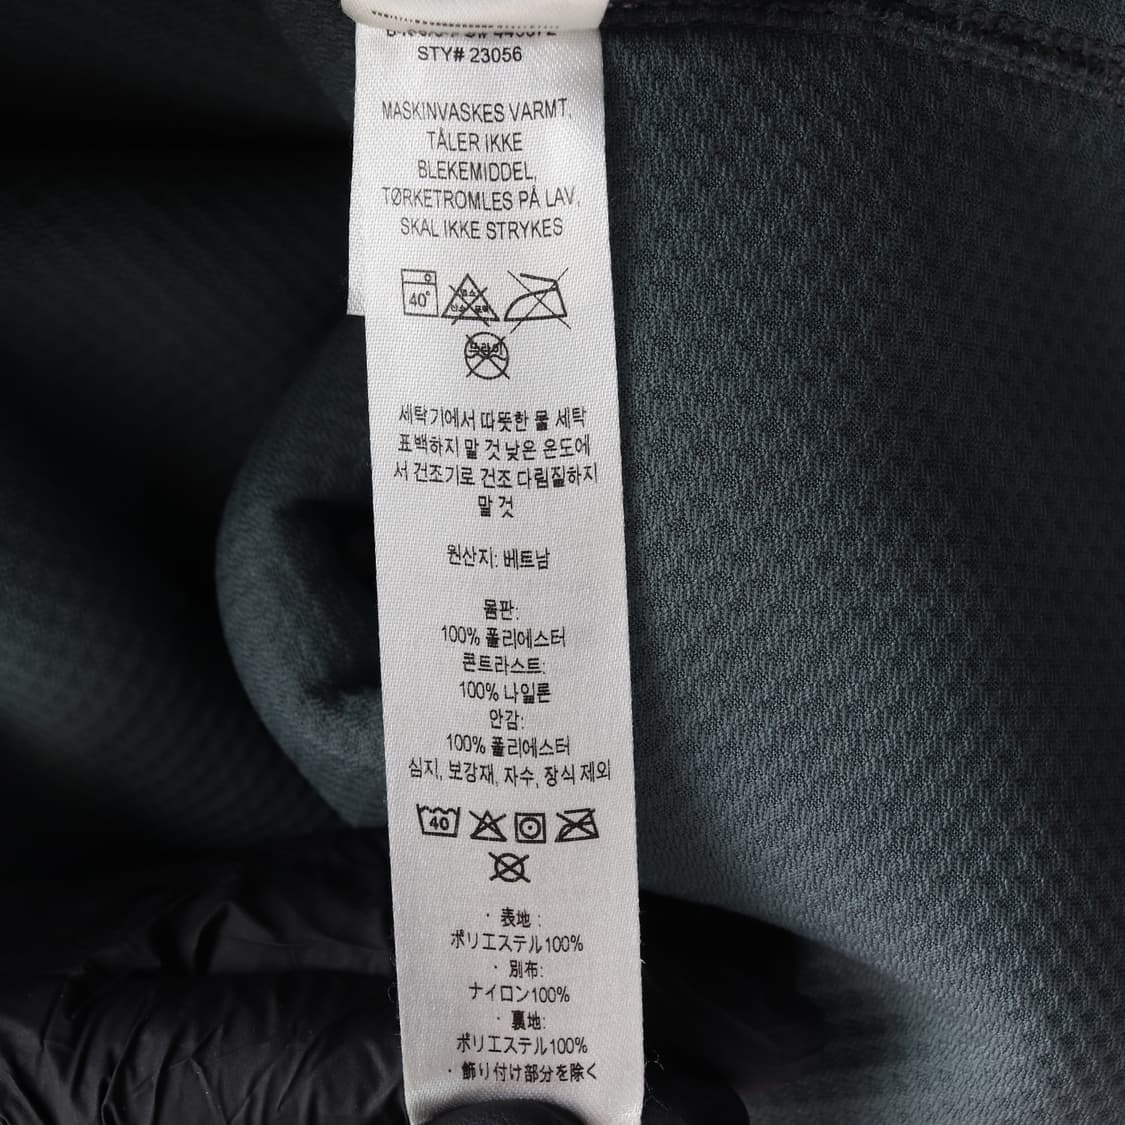 STY# 23056
MASKINVASKES VARMT,
TÅLER IKKE
BLEKEMIDDEL,
TØRKETROMLES PÅ LAV,
SKAL IKKE STRYKES
40°
드라이
세탁기에서 따뜻한 물 세탁
표백하지 말 것 낮은 온도에
서 건조기로 건조 다림질하지
말 것
원산지: 베트남
몸판:
100% 폴리에스터
콘트라스트:
100% 나일론
안감:
100% 폴리에스터
심지, 보강재, 자수, 장식 제외
40
・表地 :
ポリエステル100%
・別布:
ナイロン100%
・裏地:
ポリエステル100%
・飾り付け部分を除く